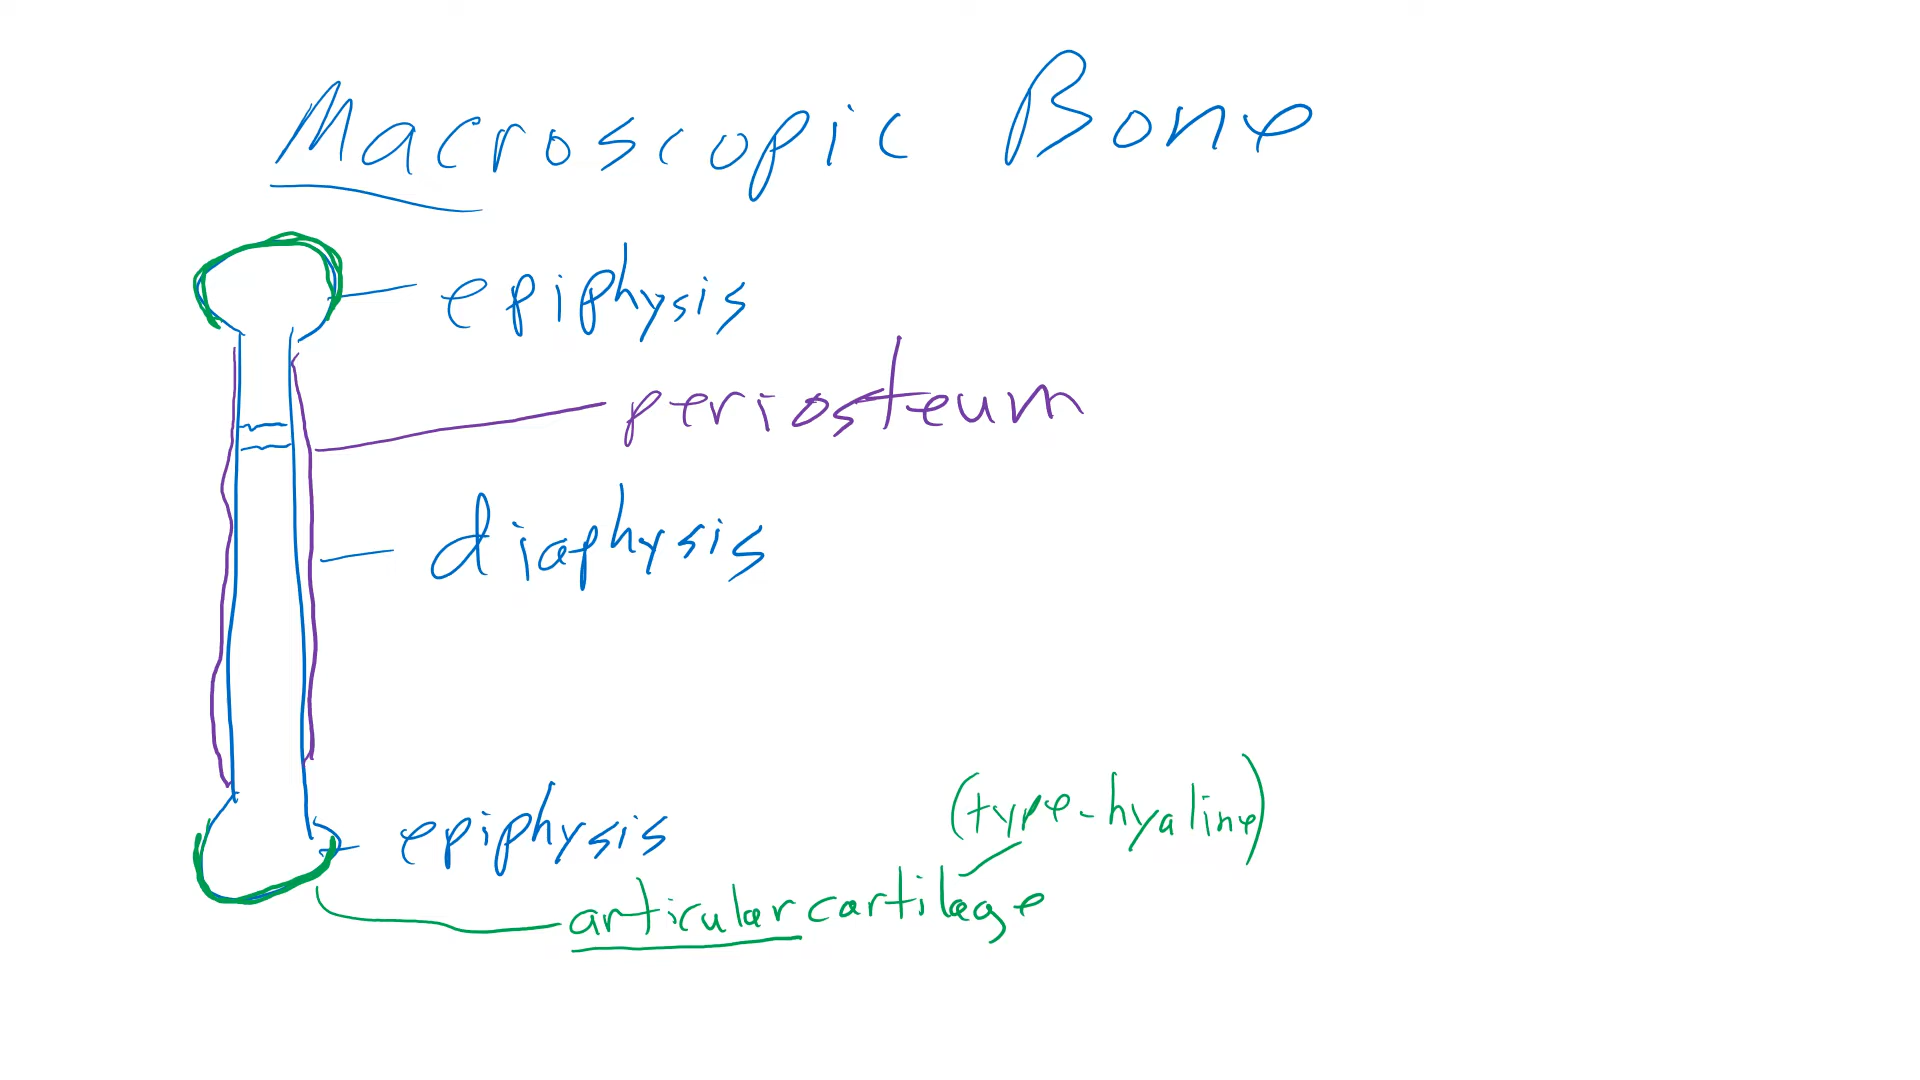 Macroscopic Bone
epiphysis
periosteum
diaphysis
epiphysis
(type-hyaline)
articular cartilage